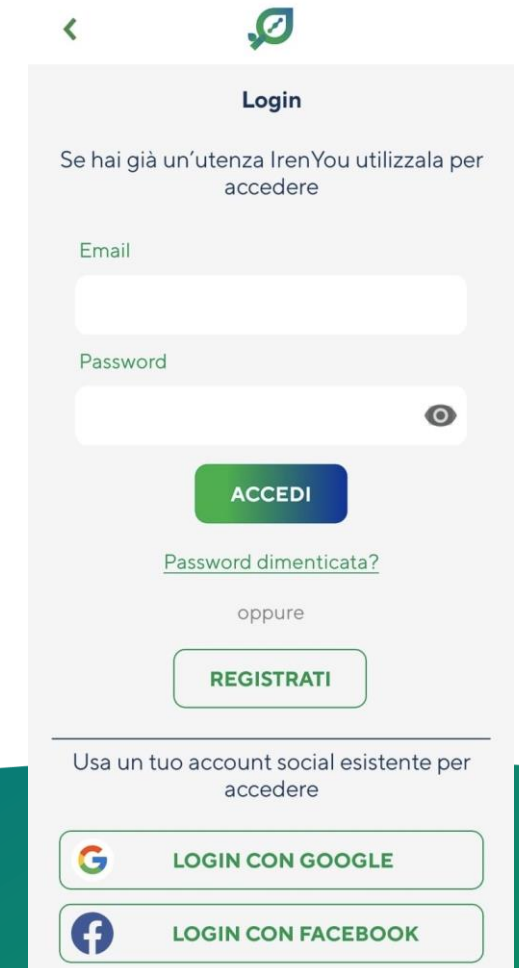 Login
Se hai già un'utenza IrenYou utilizzala per
accedere
Email
Password
ACCEDI
Password dimenticata?
oppure
REGISTRATI
Usa un tuo account social esistente per
accedere
LOGIN CON GOOGLE
LOGIN CON FACEBOOK